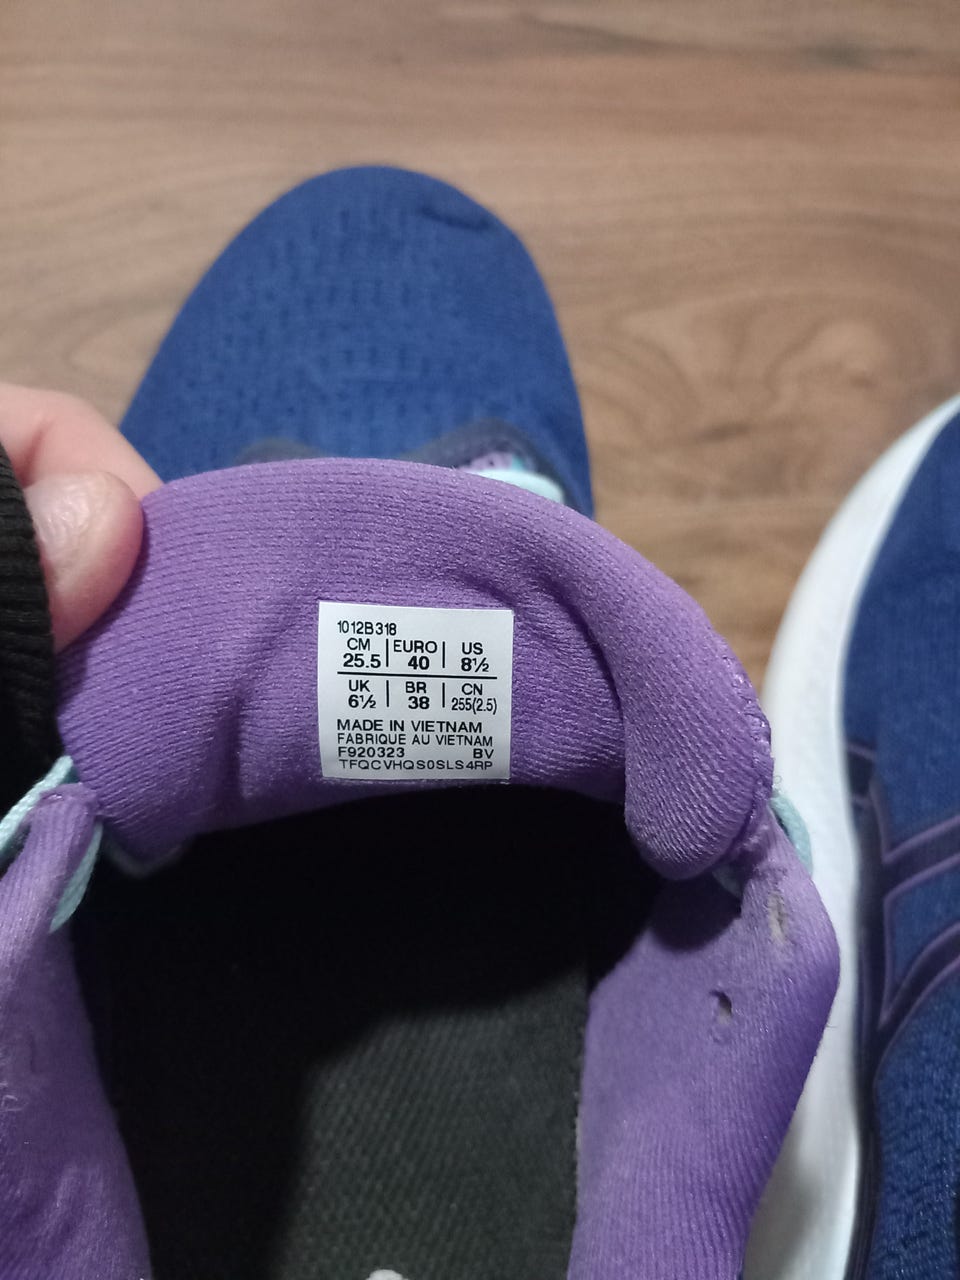 1012B318
CM | EURO | US
25.5 | 40 | 8½
UK | BR | CN
6½ | 38 | 255(2.5)
MADE IN VIETNAM
FABRIQUE AU VIETNAM
F920323 BV
TFQCVHQS0SLS4RP